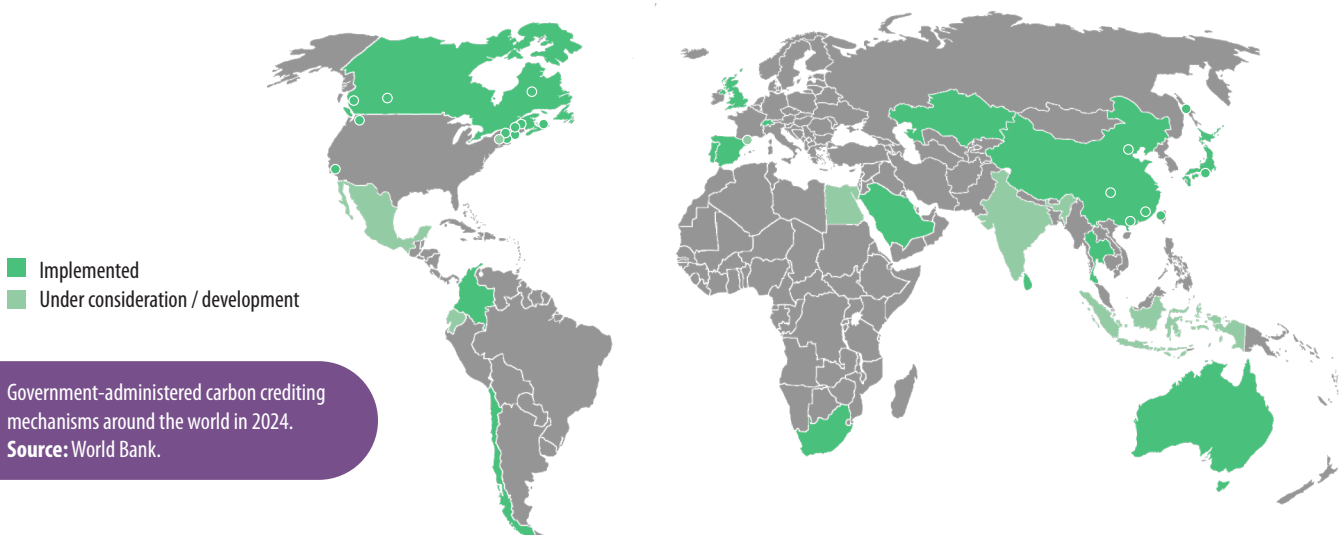 Implemented
Under consideration / development
Government-administered carbon crediting
mechanisms around the world in 2024.
Source: World Bank.